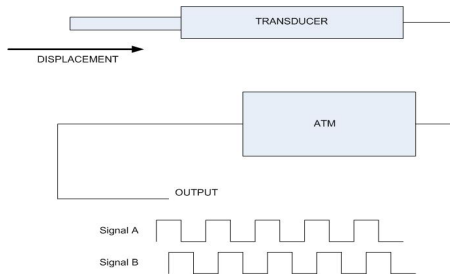 TRANSDUCER
DISPLACEMENT
ATM
OUTPUT
Signal A
Signal B